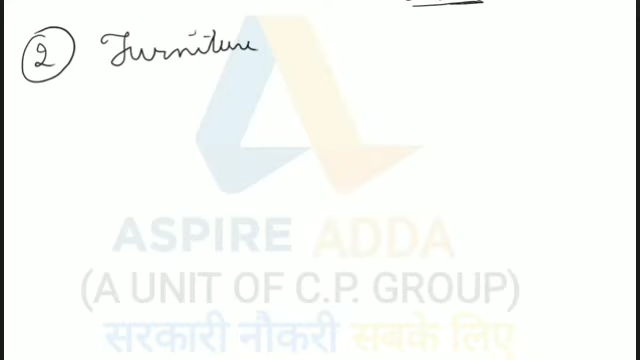 2 Furniture
ASPIRE ADDA
(A UNIT OF C.P. GROUP)
सरकारी नौकरी सबके लिए